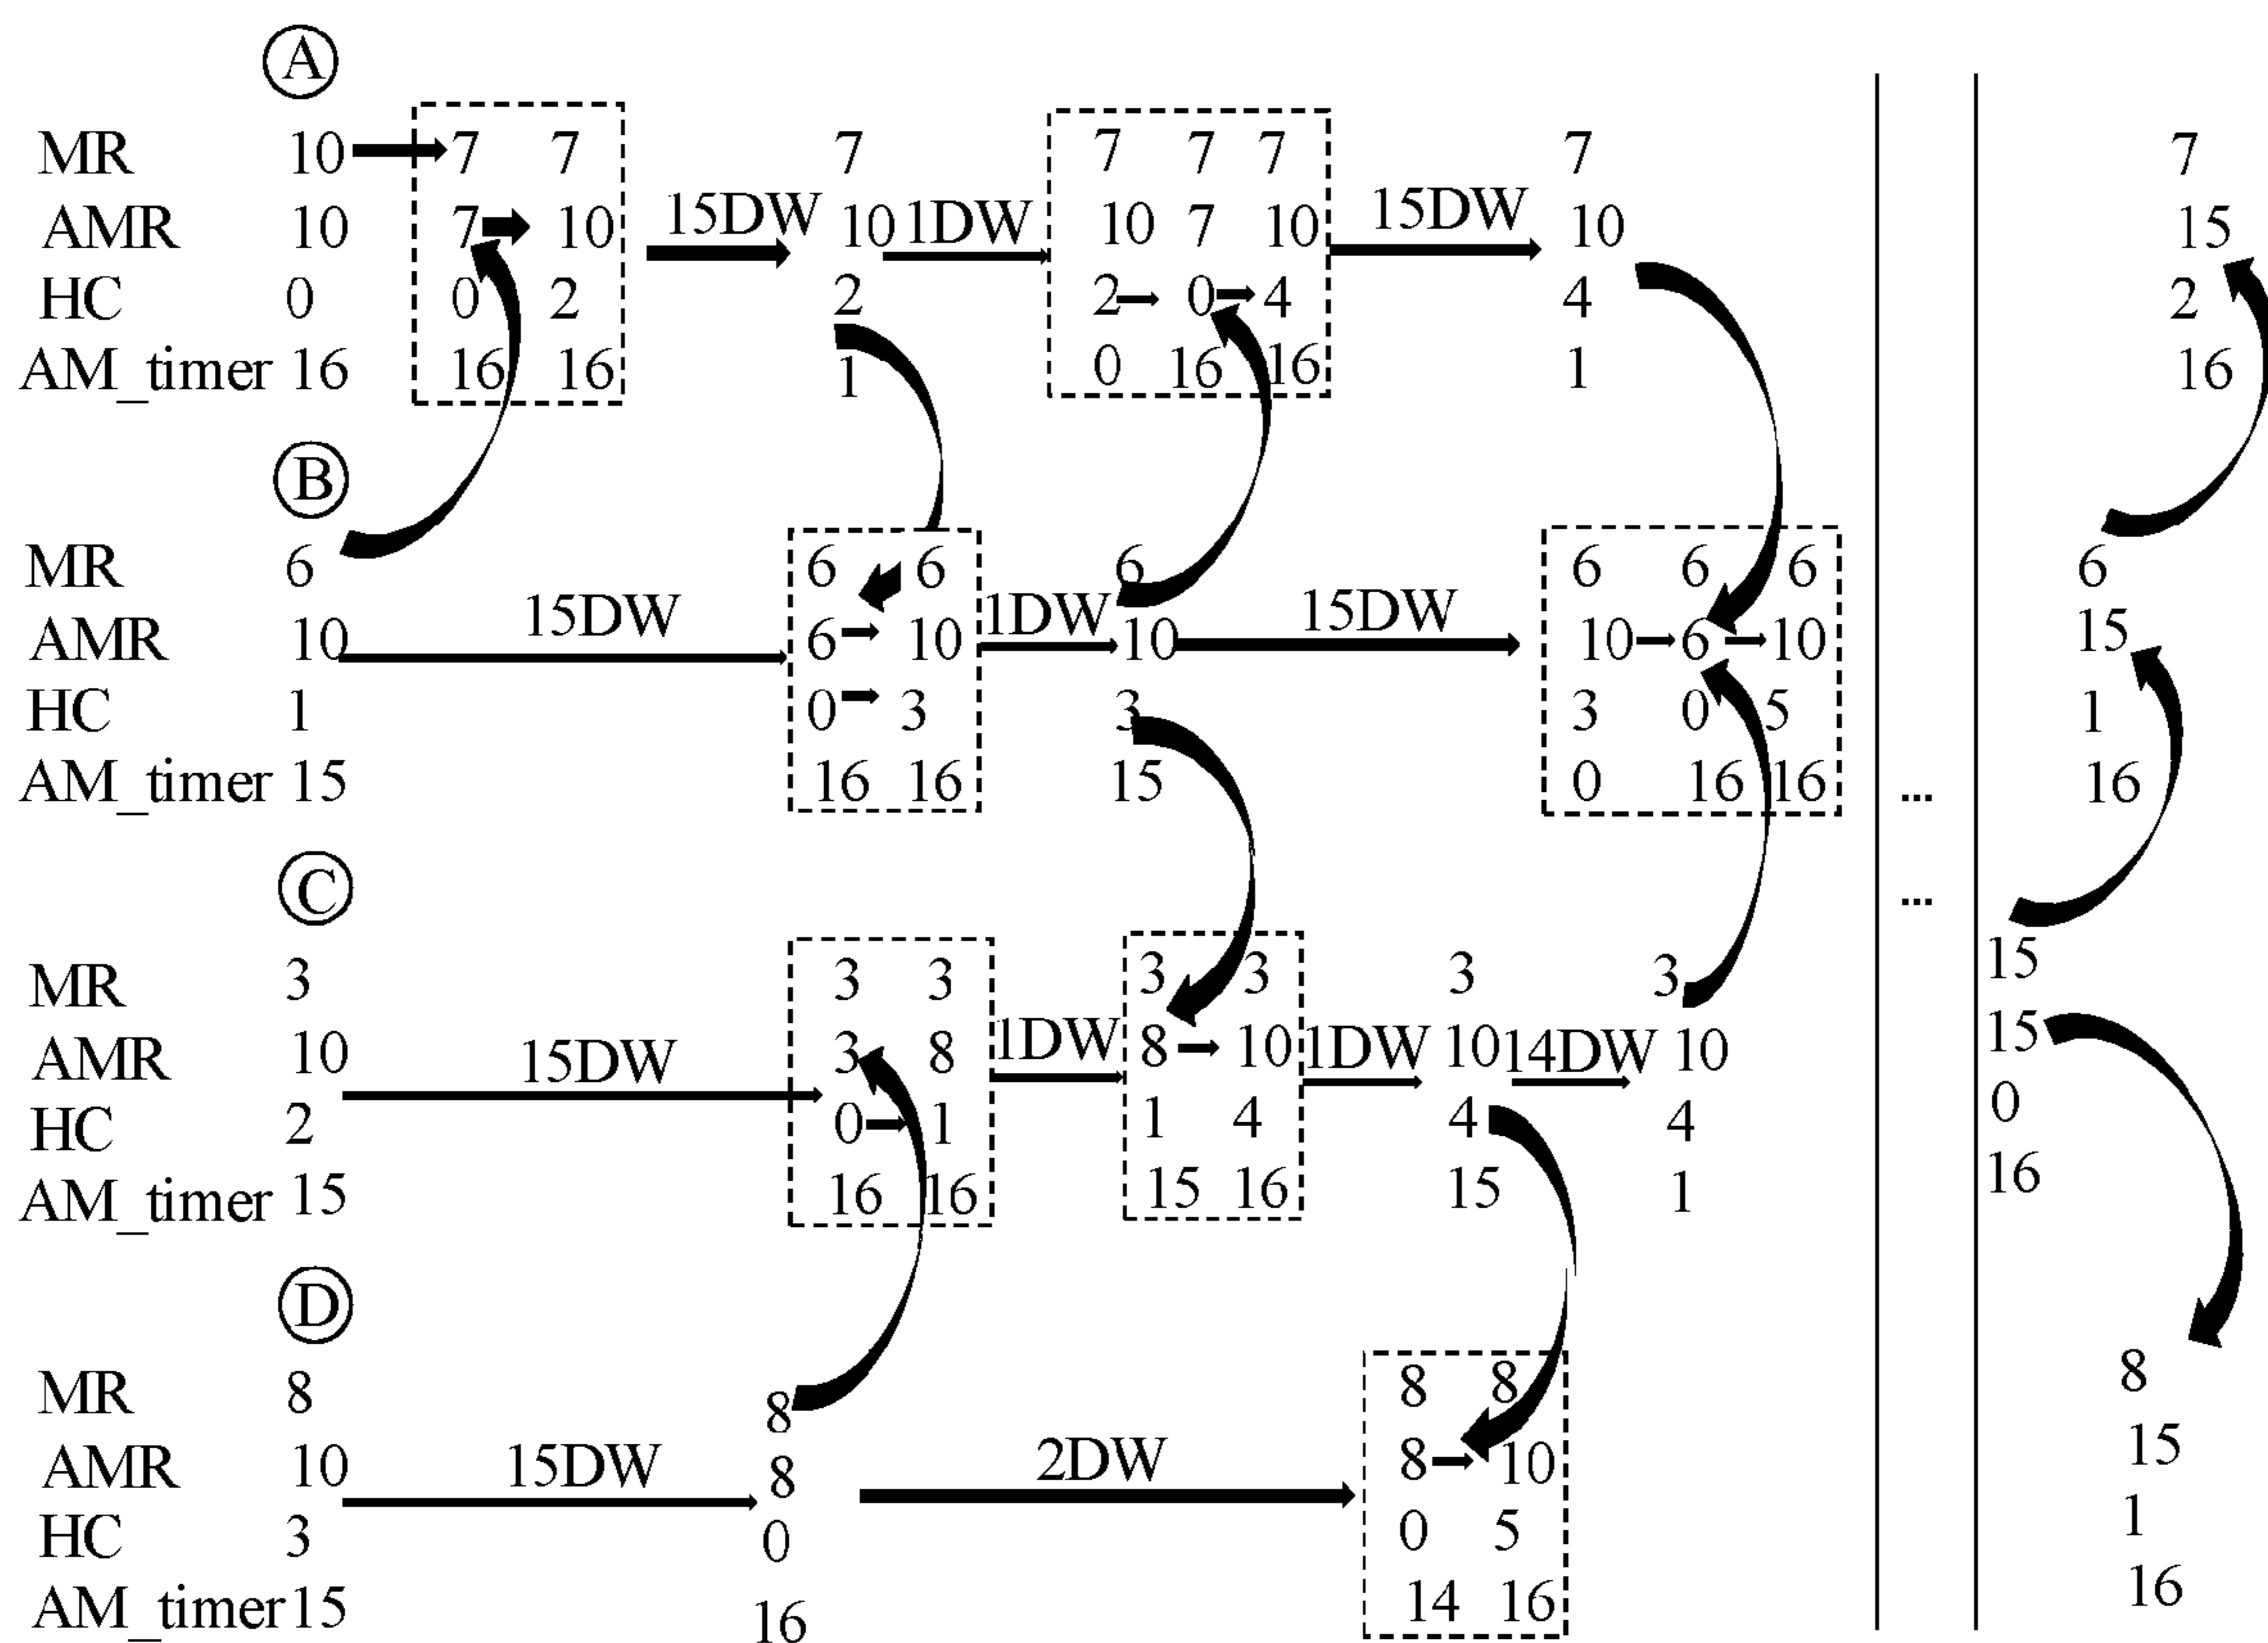 A
MR 10 7 7 7 7 7 7 7 7
15DW 1DW 15DW
AMR 10 7 10 10 10 7 10 10 15
HC 0 0 2 2 2 0 4 4 2
AM_timer 16 16 16 1 0 16 16 1 16
B
MR 6 6 6 6 6 6 6 6
15DW 1DW 15DW
AMR 10 6 10 10 10 6 10 15
HC 1 0 3 3 3 0 5 1
AM_timer 15 16 16 15 0 16 16 ... 16
C ...
MR 3 3 3 3 3 3 3 15
15DW 1DW 1DW 14DW
AMR 10 3 8 8 10 10 10 15
HC 2 0 1 1 4 4 4 0
AM_timer 15 16 16 15 16 15 1 16
D
MR 8 8 8 8 8
15DW 2DW
AMR 10 8 8 10 15
HC 3 0 0 5 1
AM_timer 15 16 14 16 16